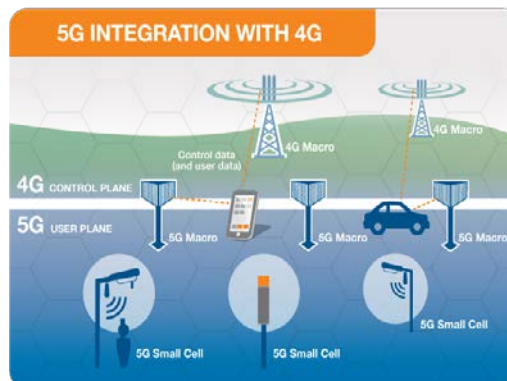 5G INTEGRATION WITH 4G
4G Macro
4G Macro
Control data
(and user data)
4G CONTROL PLANE
5G USER PLANE
5G Macro
5G Macro
5G Macro
5G Small Cell
5G Small Cell
5G Small Cell